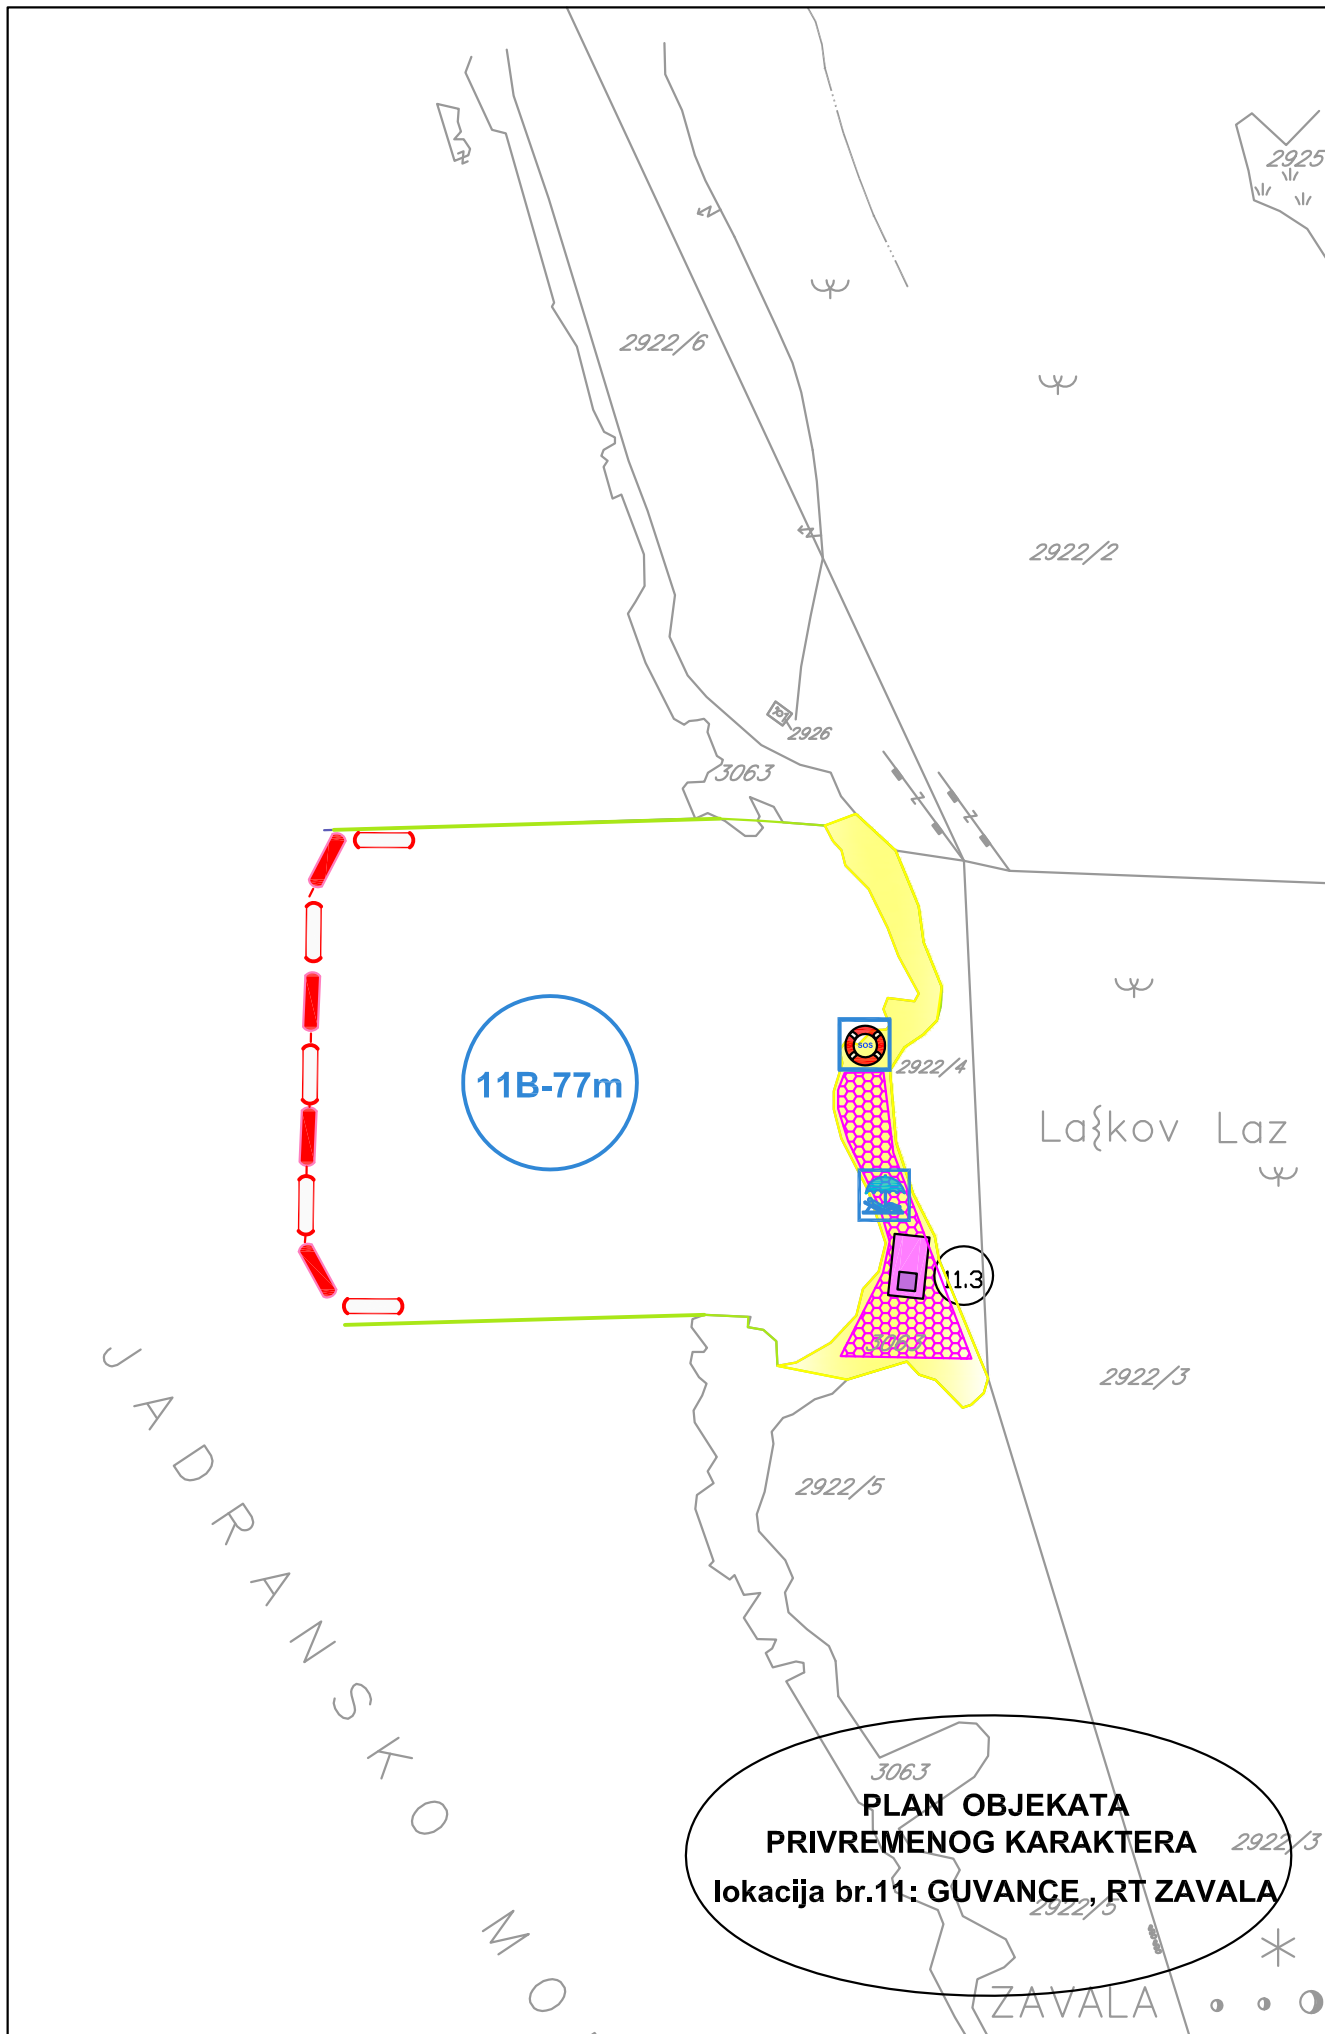 2925
2922/6
2922/2
2926
3063
SOS
2922/4
11B-77m
La{kov Laz
11.3
3063
2922/3
2922/5
JADRANSKO MO
3063
PLAN OBJEKATA
PRIVREMENOG KARAKTERA
2922/3
lokacija br.11: GUVANCE , RT ZAVALA
2922/5
ZAVALA